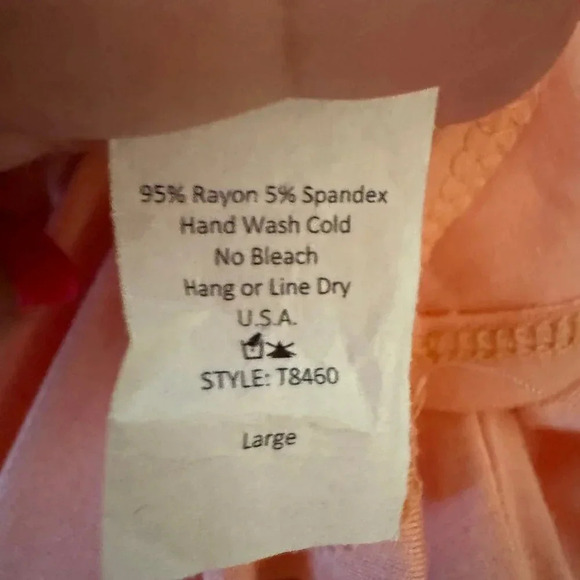 95% Rayon 5% Spandex
Hand Wash Cold
No Bleach
Hang or Line Dry
U.S.A.
STYLE: T8460
Large